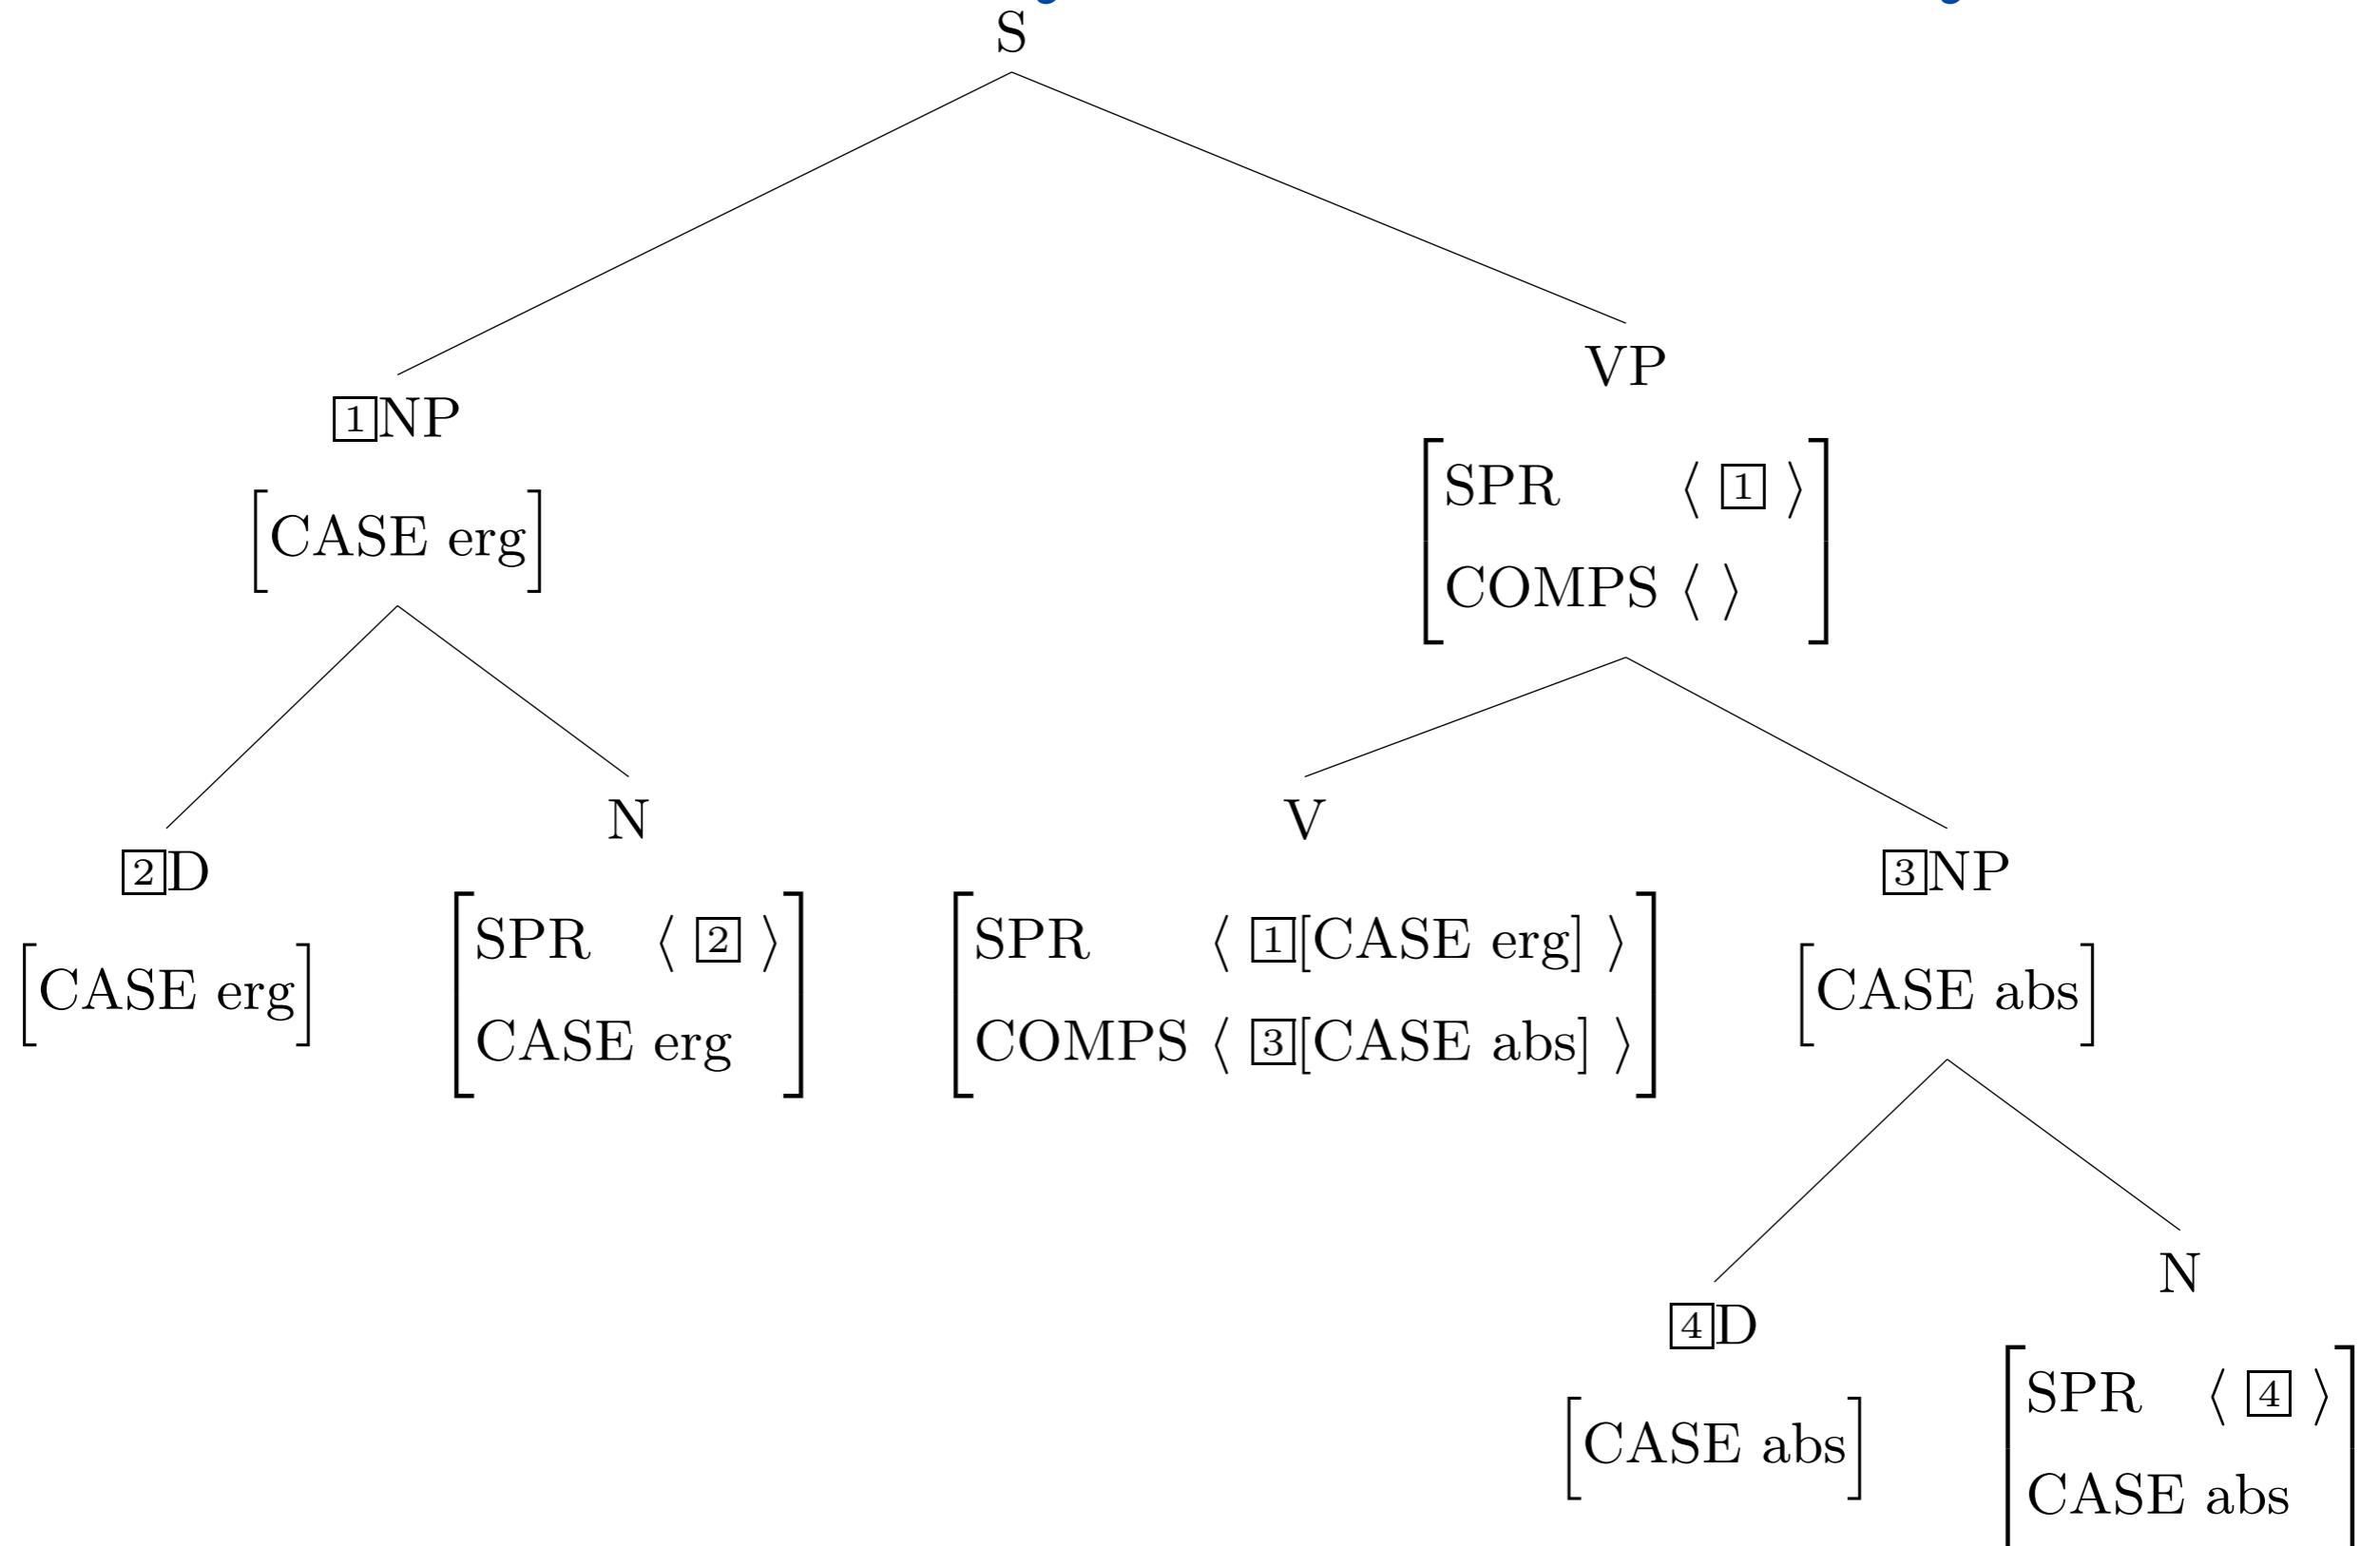 S
1NP
[CASE erg]
VP
[SPR ⟨ 1 ⟩
COMPS ⟨ ⟩]
2D
[CASE erg]
N
[SPR ⟨ 2 ⟩
CASE erg]
V
[SPR ⟨ 1[CASE erg] ⟩
COMPS ⟨ 3[CASE abs] ⟩]
3NP
[CASE abs]
4D
[CASE abs]
N
[SPR ⟨ 4 ⟩
CASE abs]